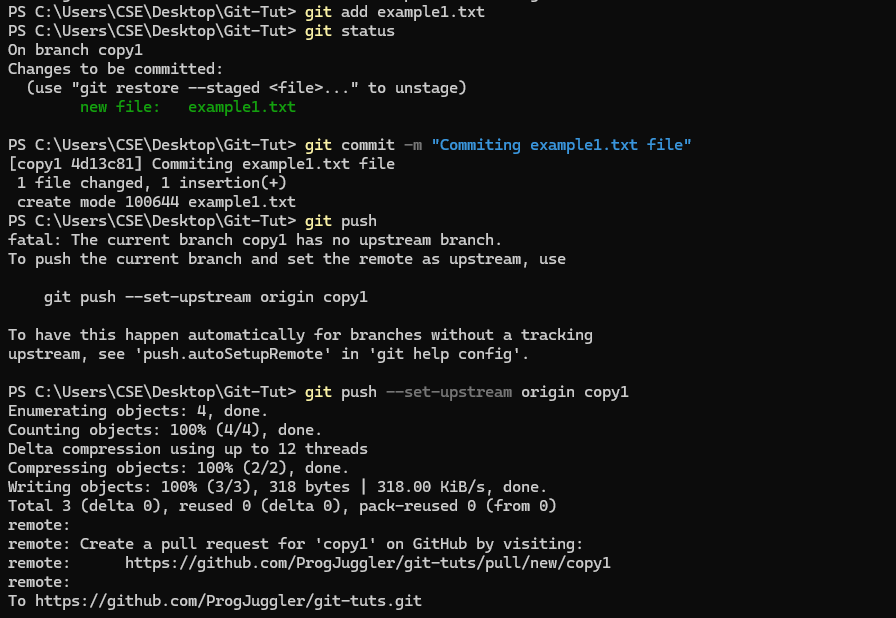 PS C:\Users\CSE\Desktop\Git-Tut> git add example1.txt
PS C:\Users\CSE\Desktop\Git-Tut> git status
On branch copy1
Changes to be committed:
  (use "git restore --staged <file>..." to unstage)
        new file:   example1.txt

PS C:\Users\CSE\Desktop\Git-Tut> git commit -m "Commiting example1.txt file"
[copy1 4d13c81] Commiting example1.txt file
 1 file changed, 1 insertion(+)
 create mode 100644 example1.txt
PS C:\Users\CSE\Desktop\Git-Tut> git push
fatal: The current branch copy1 has no upstream branch.
To push the current branch and set the remote as upstream, use

    git push --set-upstream origin copy1

To have this happen automatically for branches without a tracking
upstream, see 'push.autoSetupRemote' in 'git help config'.

PS C:\Users\CSE\Desktop\Git-Tut> git push --set-upstream origin copy1
Enumerating objects: 4, done.
Counting objects: 100% (4/4), done.
Delta compression using up to 12 threads
Compressing objects: 100% (2/2), done.
Writing objects: 100% (3/3), 318 bytes | 318.00 KiB/s, done.
Total 3 (delta 0), reused 0 (delta 0), pack-reused 0 (from 0)
remote:
remote: Create a pull request for 'copy1' on GitHub by visiting:
remote:      https://github.com/ProgJuggler/git-tuts/pull/new/copy1
remote:
To https://github.com/ProgJuggler/git-tuts.git